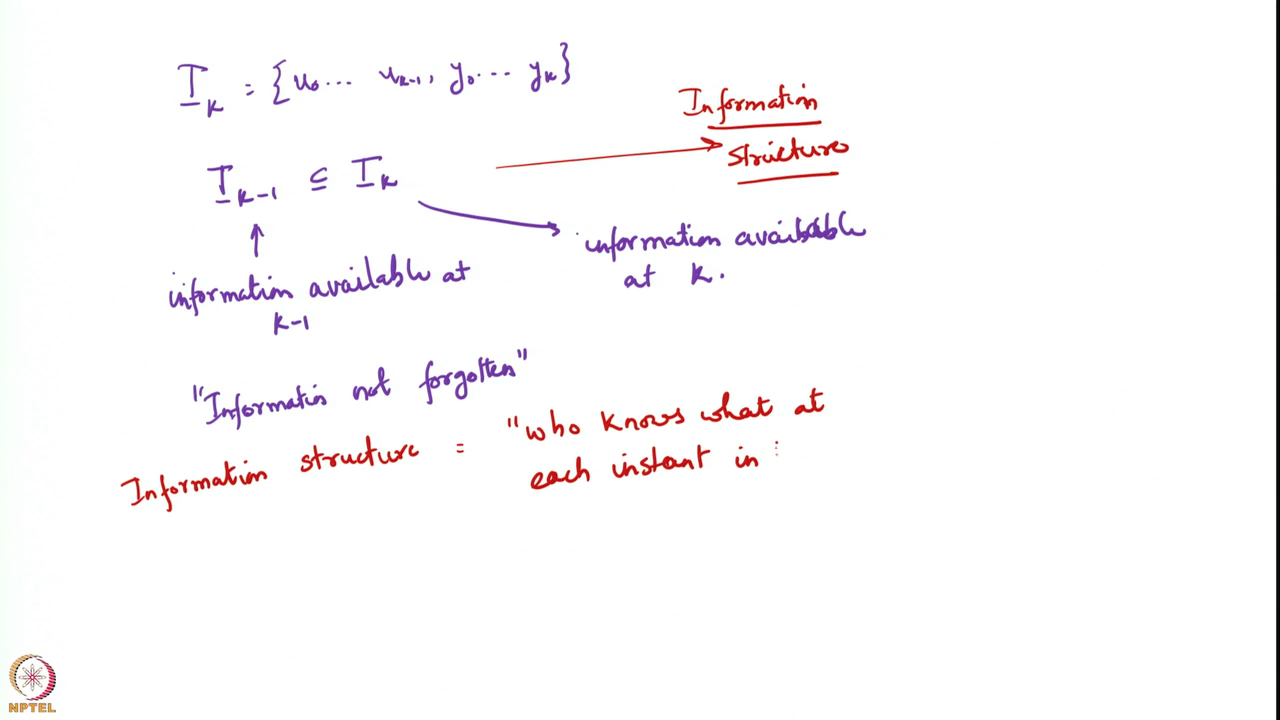 I_k = {u_0 ... u_{k-1}, y_0 ... y_k}
Information
structure
I_{k-1} ⊆ I_k
information available
at k.
information available at
k-1
"Information not forgotten"
Information structure = "who knows what at
each instant in
NPTEL